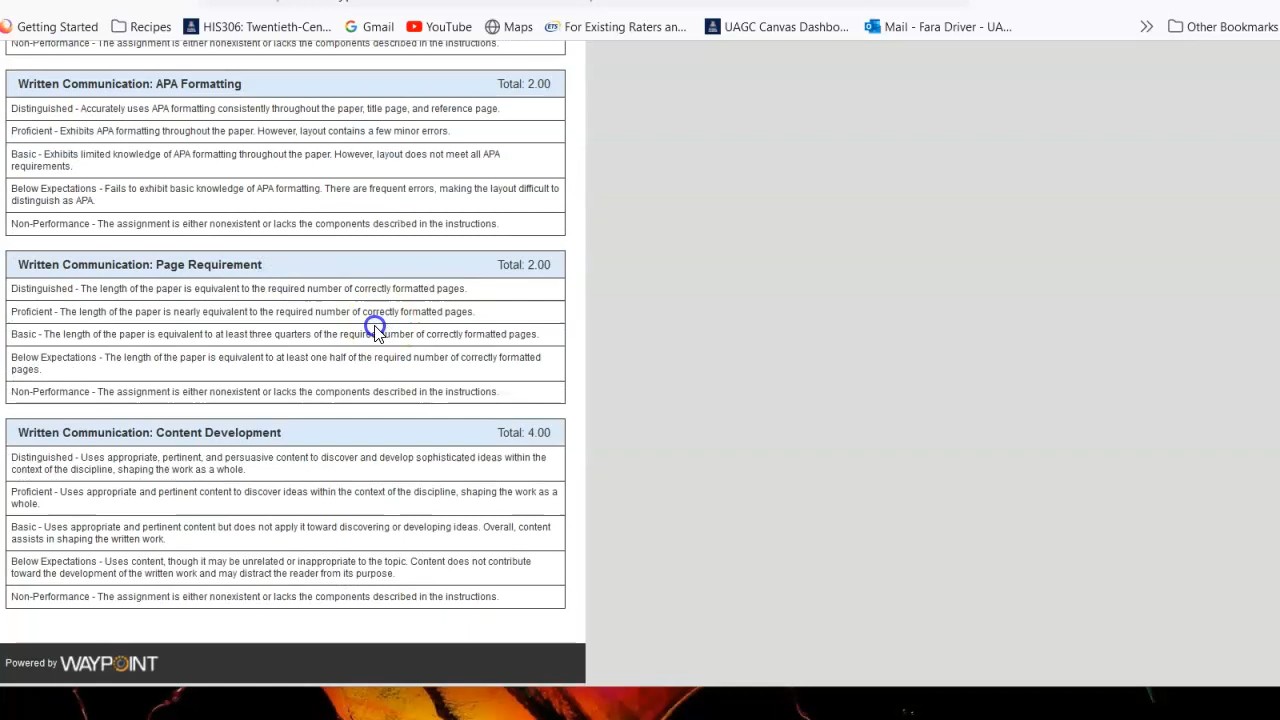 Getting Started Recipes HIS306: Twentieth-Cen... Gmail YouTube Maps ETS For Existing Raters an... UAGC Canvas Dashbo... Mail - Fara Driver - UA... Other Bookmarks
Non-Performance - The assignment is either nonexistent or lacks the components described in the instructions.
Written Communication: APA Formatting Total: 2.00
Distinguished - Accurately uses APA formatting consistently throughout the paper, title page, and reference page.
Proficient - Exhibits APA formatting throughout the paper. However, layout contains a few minor errors.
Basic - Exhibits limited knowledge of APA formatting throughout the paper. However, layout does not meet all APA
requirements.
Below Expectations - Fails to exhibit basic knowledge of APA formatting. There are frequent errors, making the layout difficult to
distinguish as APA.
Non-Performance - The assignment is either nonexistent or lacks the components described in the instructions.
Written Communication: Page Requirement Total: 2.00
Distinguished - The length of the paper is equivalent to the required number of correctly formatted pages.
Proficient - The length of the paper is nearly equivalent to the required number of correctly formatted pages.
Basic - The length of the paper is equivalent to at least three quarters of the required number of correctly formatted pages.
Below Expectations - The length of the paper is equivalent to at least one half of the required number of correctly formatted
pages.
Non-Performance - The assignment is either nonexistent or lacks the components described in the instructions.
Written Communication: Content Development Total: 4.00
Distinguished - Uses appropriate, pertinent, and persuasive content to discover and develop sophisticated ideas within the
context of the discipline, shaping the work as a whole.
Proficient - Uses appropriate and pertinent content to discover ideas within the context of the discipline, shaping the work as a
whole.
Basic - Uses appropriate and pertinent content but does not apply it toward discovering or developing ideas. Overall, content
assists in shaping the written work.
Below Expectations - Uses content, though it may be unrelated or inappropriate to the topic. Content does not contribute
toward the development of the written work and may distract the reader from its purpose.
Non-Performance - The assignment is either nonexistent or lacks the components described in the instructions.
Powered by WAYPOINT